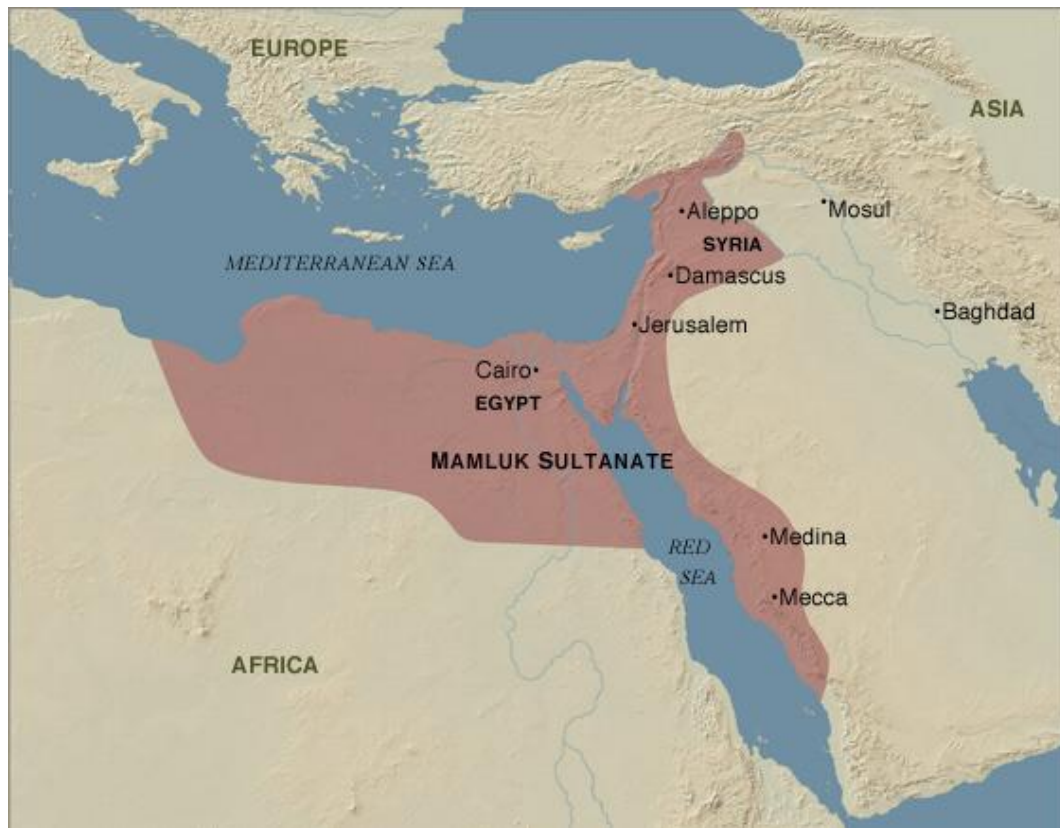 EUROPE
ASIA
Aleppo
Mosul
SYRIA
MEDITERRANEAN SEA
Damascus
Baghdad
Jerusalem
Cairo
EGYPT
MAMLUK SULTANATE
Medina
RED
SEA
Mecca
AFRICA